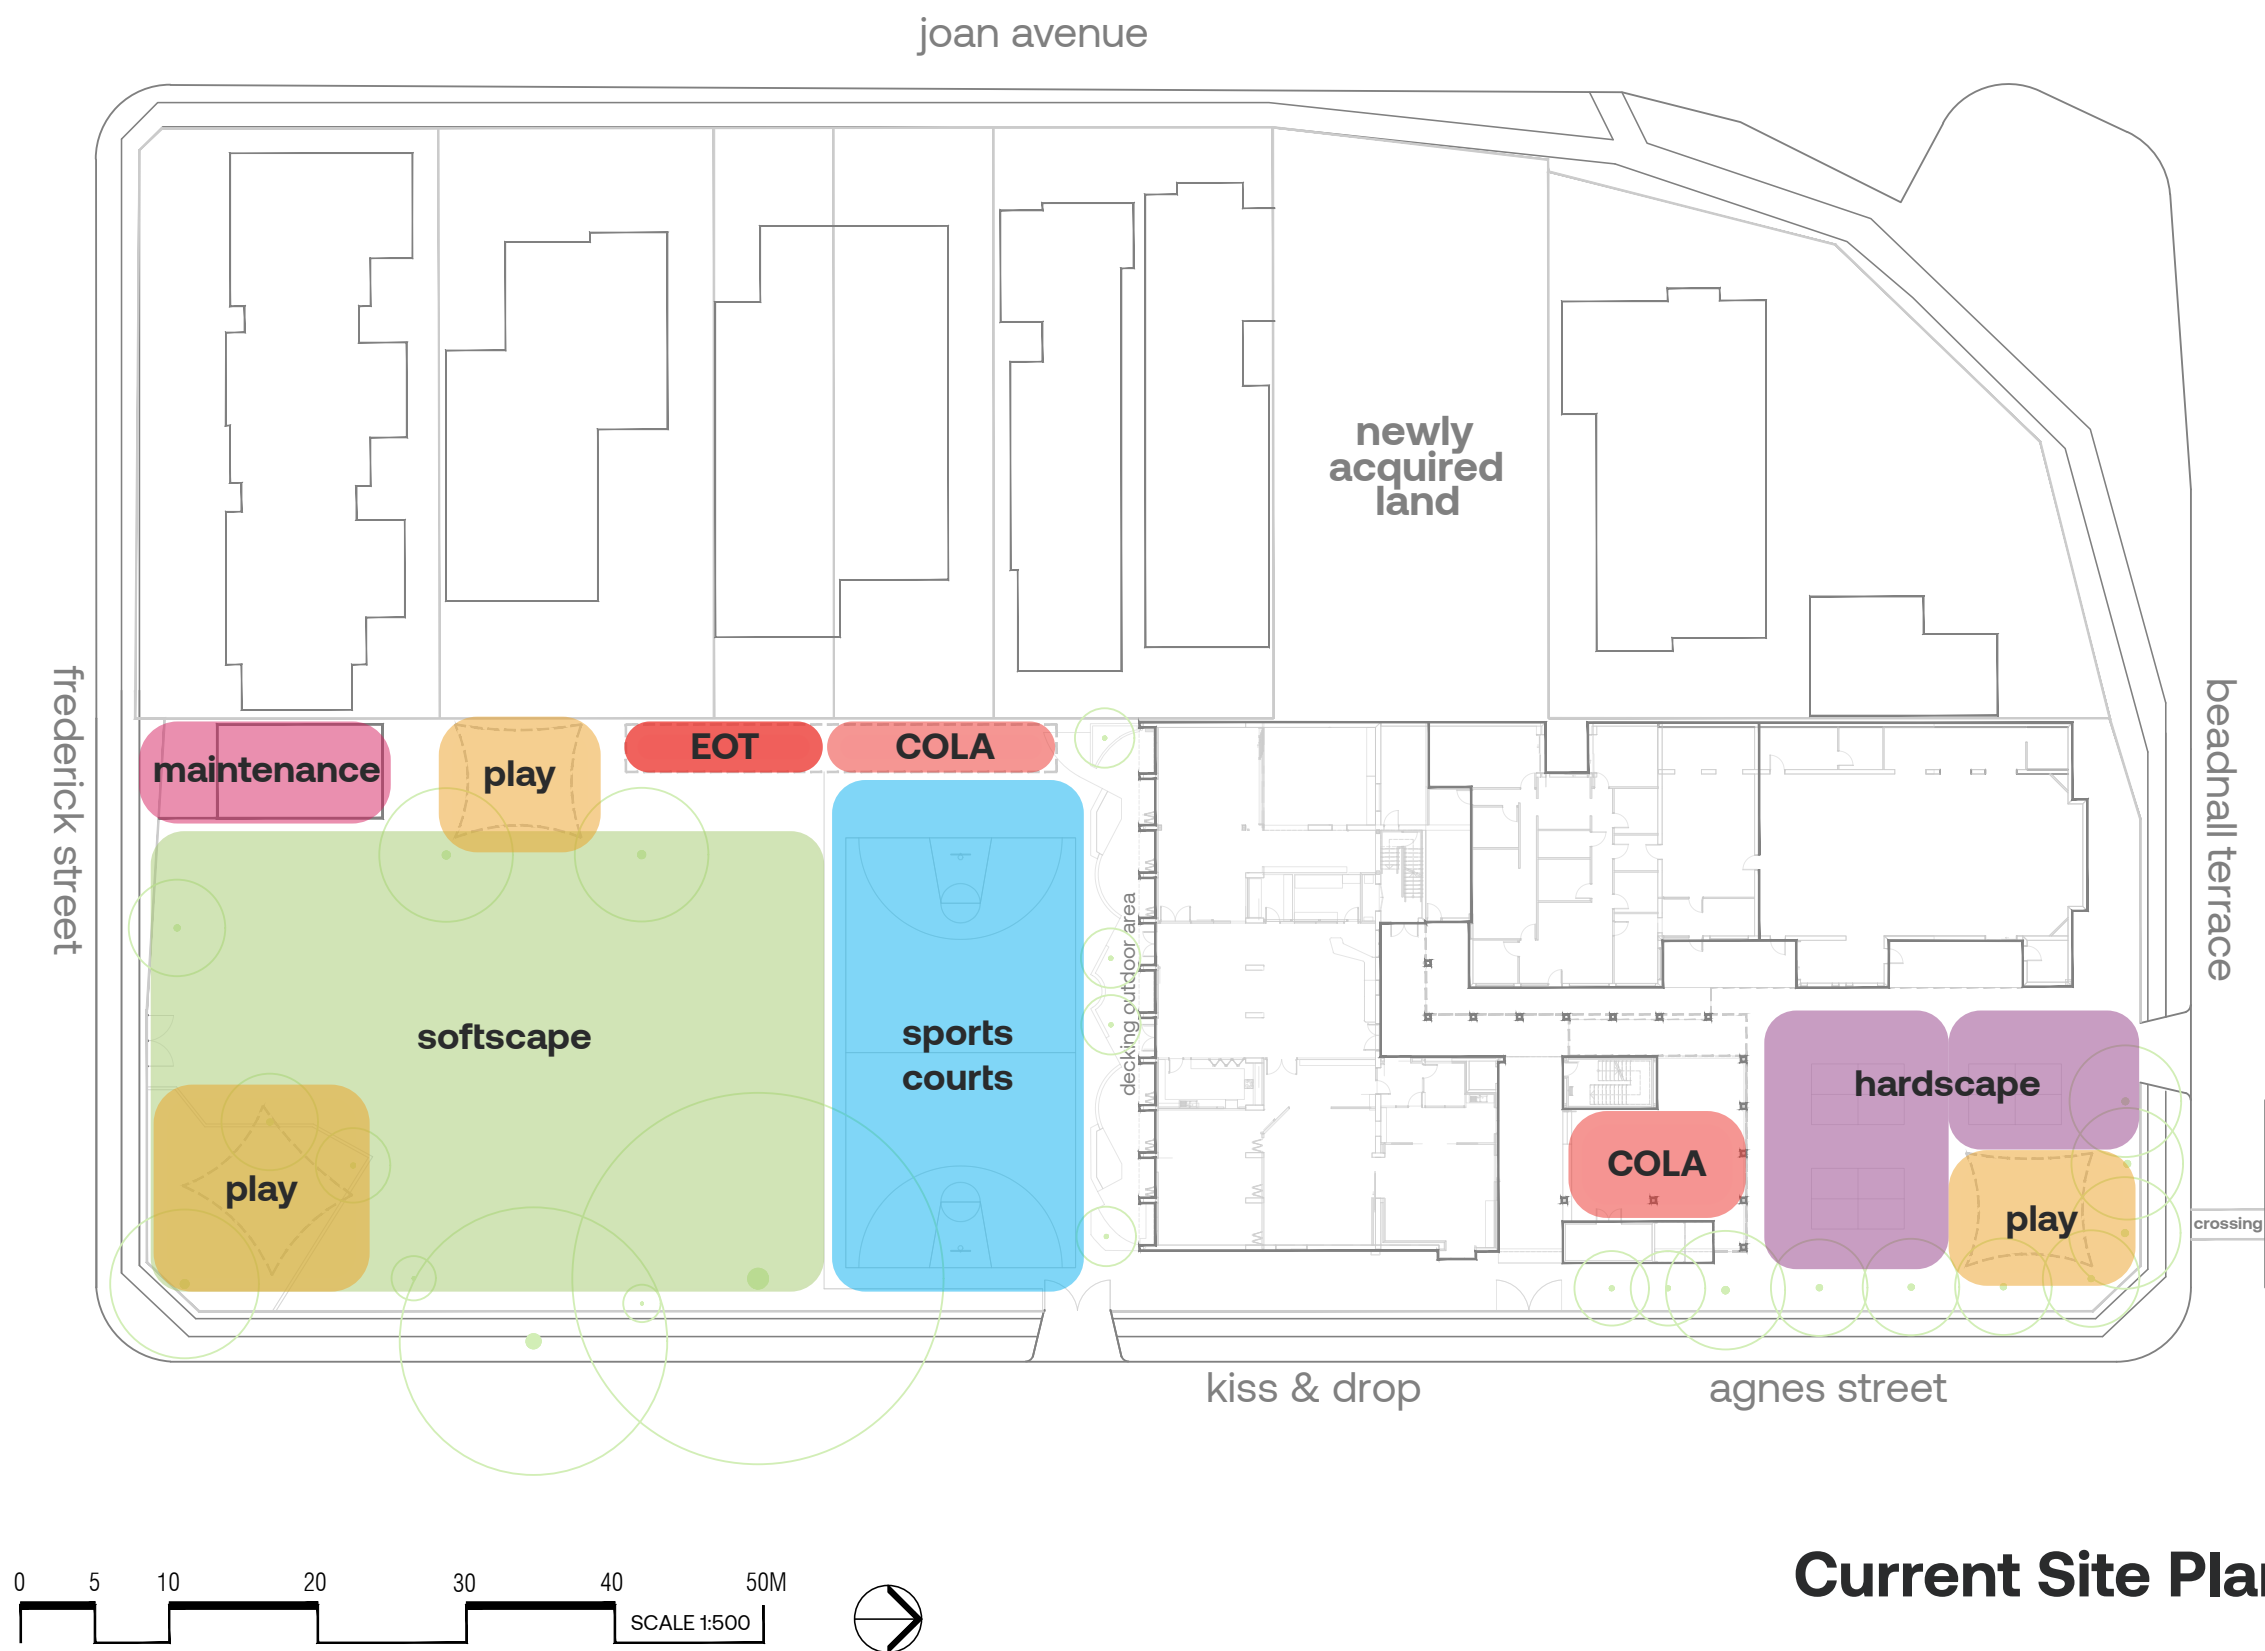 joan avenue
newly
acquired
land
frederick street
beadnall terrace
maintenance
play
EOT
COLA
decking outdoor area
softscape
sports
courts
hardscape
play
COLA
play
crossing
kiss & drop
agnes street
Current Site Pla
0 5 10 20 30 40 50M
SCALE 1:500